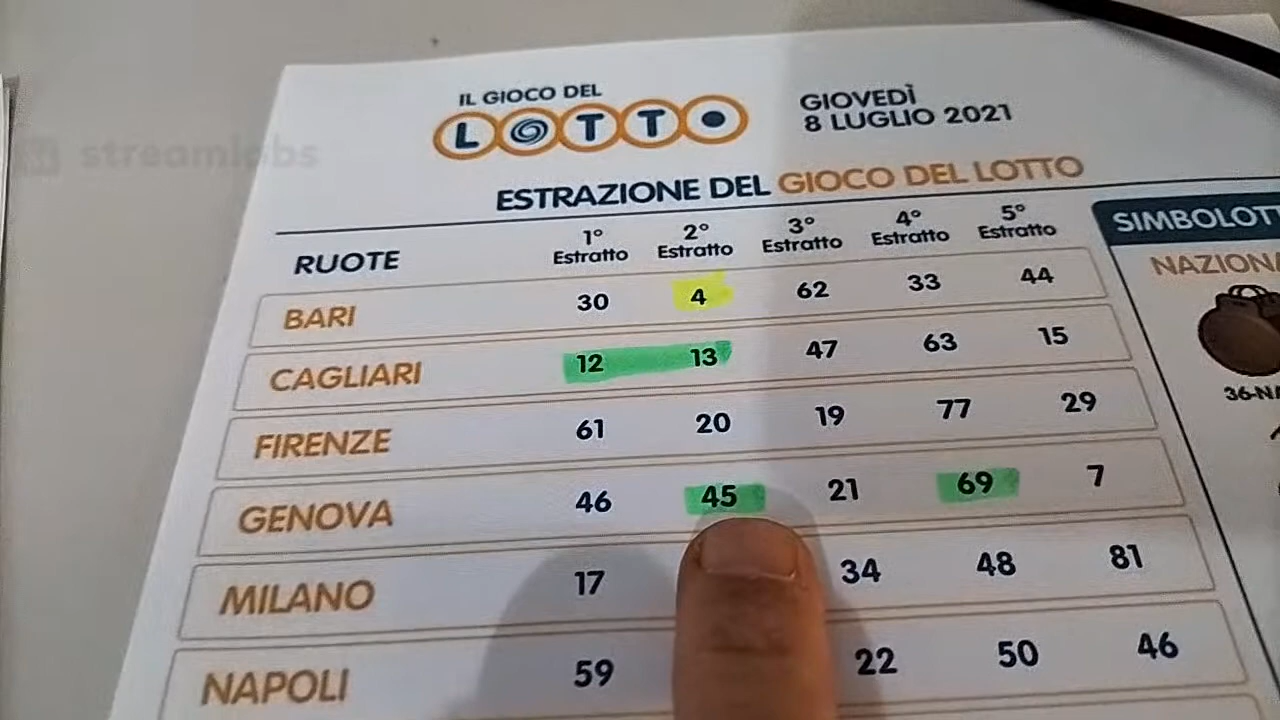 IL GIOCO DEL
LOTTO
GIOVEDÌ
8 LUGLIO 2021
streamlabs
ESTRAZIONE DEL GIOCO DEL LOTTO
RUOTE 1° Estratto 2° Estratto 3° Estratto 4° Estratto 5° Estratto
BARI 30 4 62 33 44
CAGLIARI 12 13 47 63 15
FIRENZE 61 20 19 77 29
GENOVA 46 45 21 69 7
MILANO 17 34 48 81
NAPOLI 59 22 50 46
SIMBOLOTT
NAZIONA
36-NA